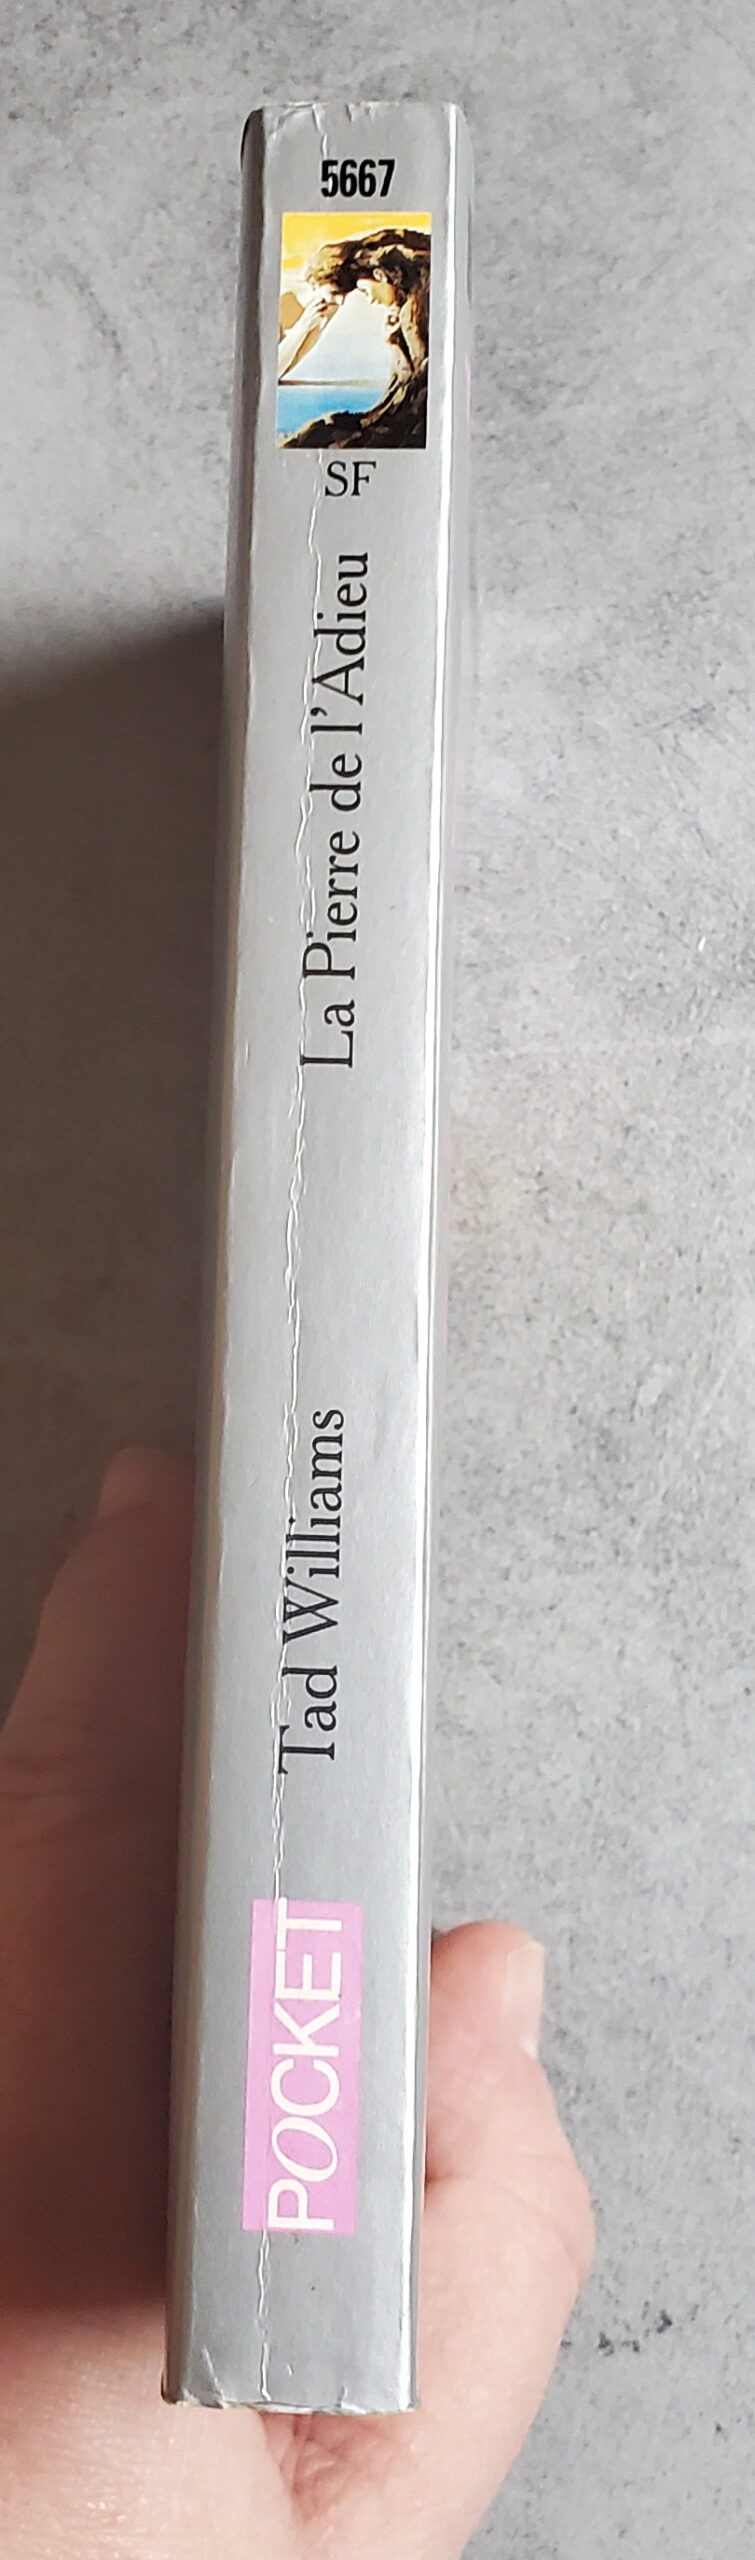 5667
SF
La Pierre de l'Adieu
Tad Williams
POCKET